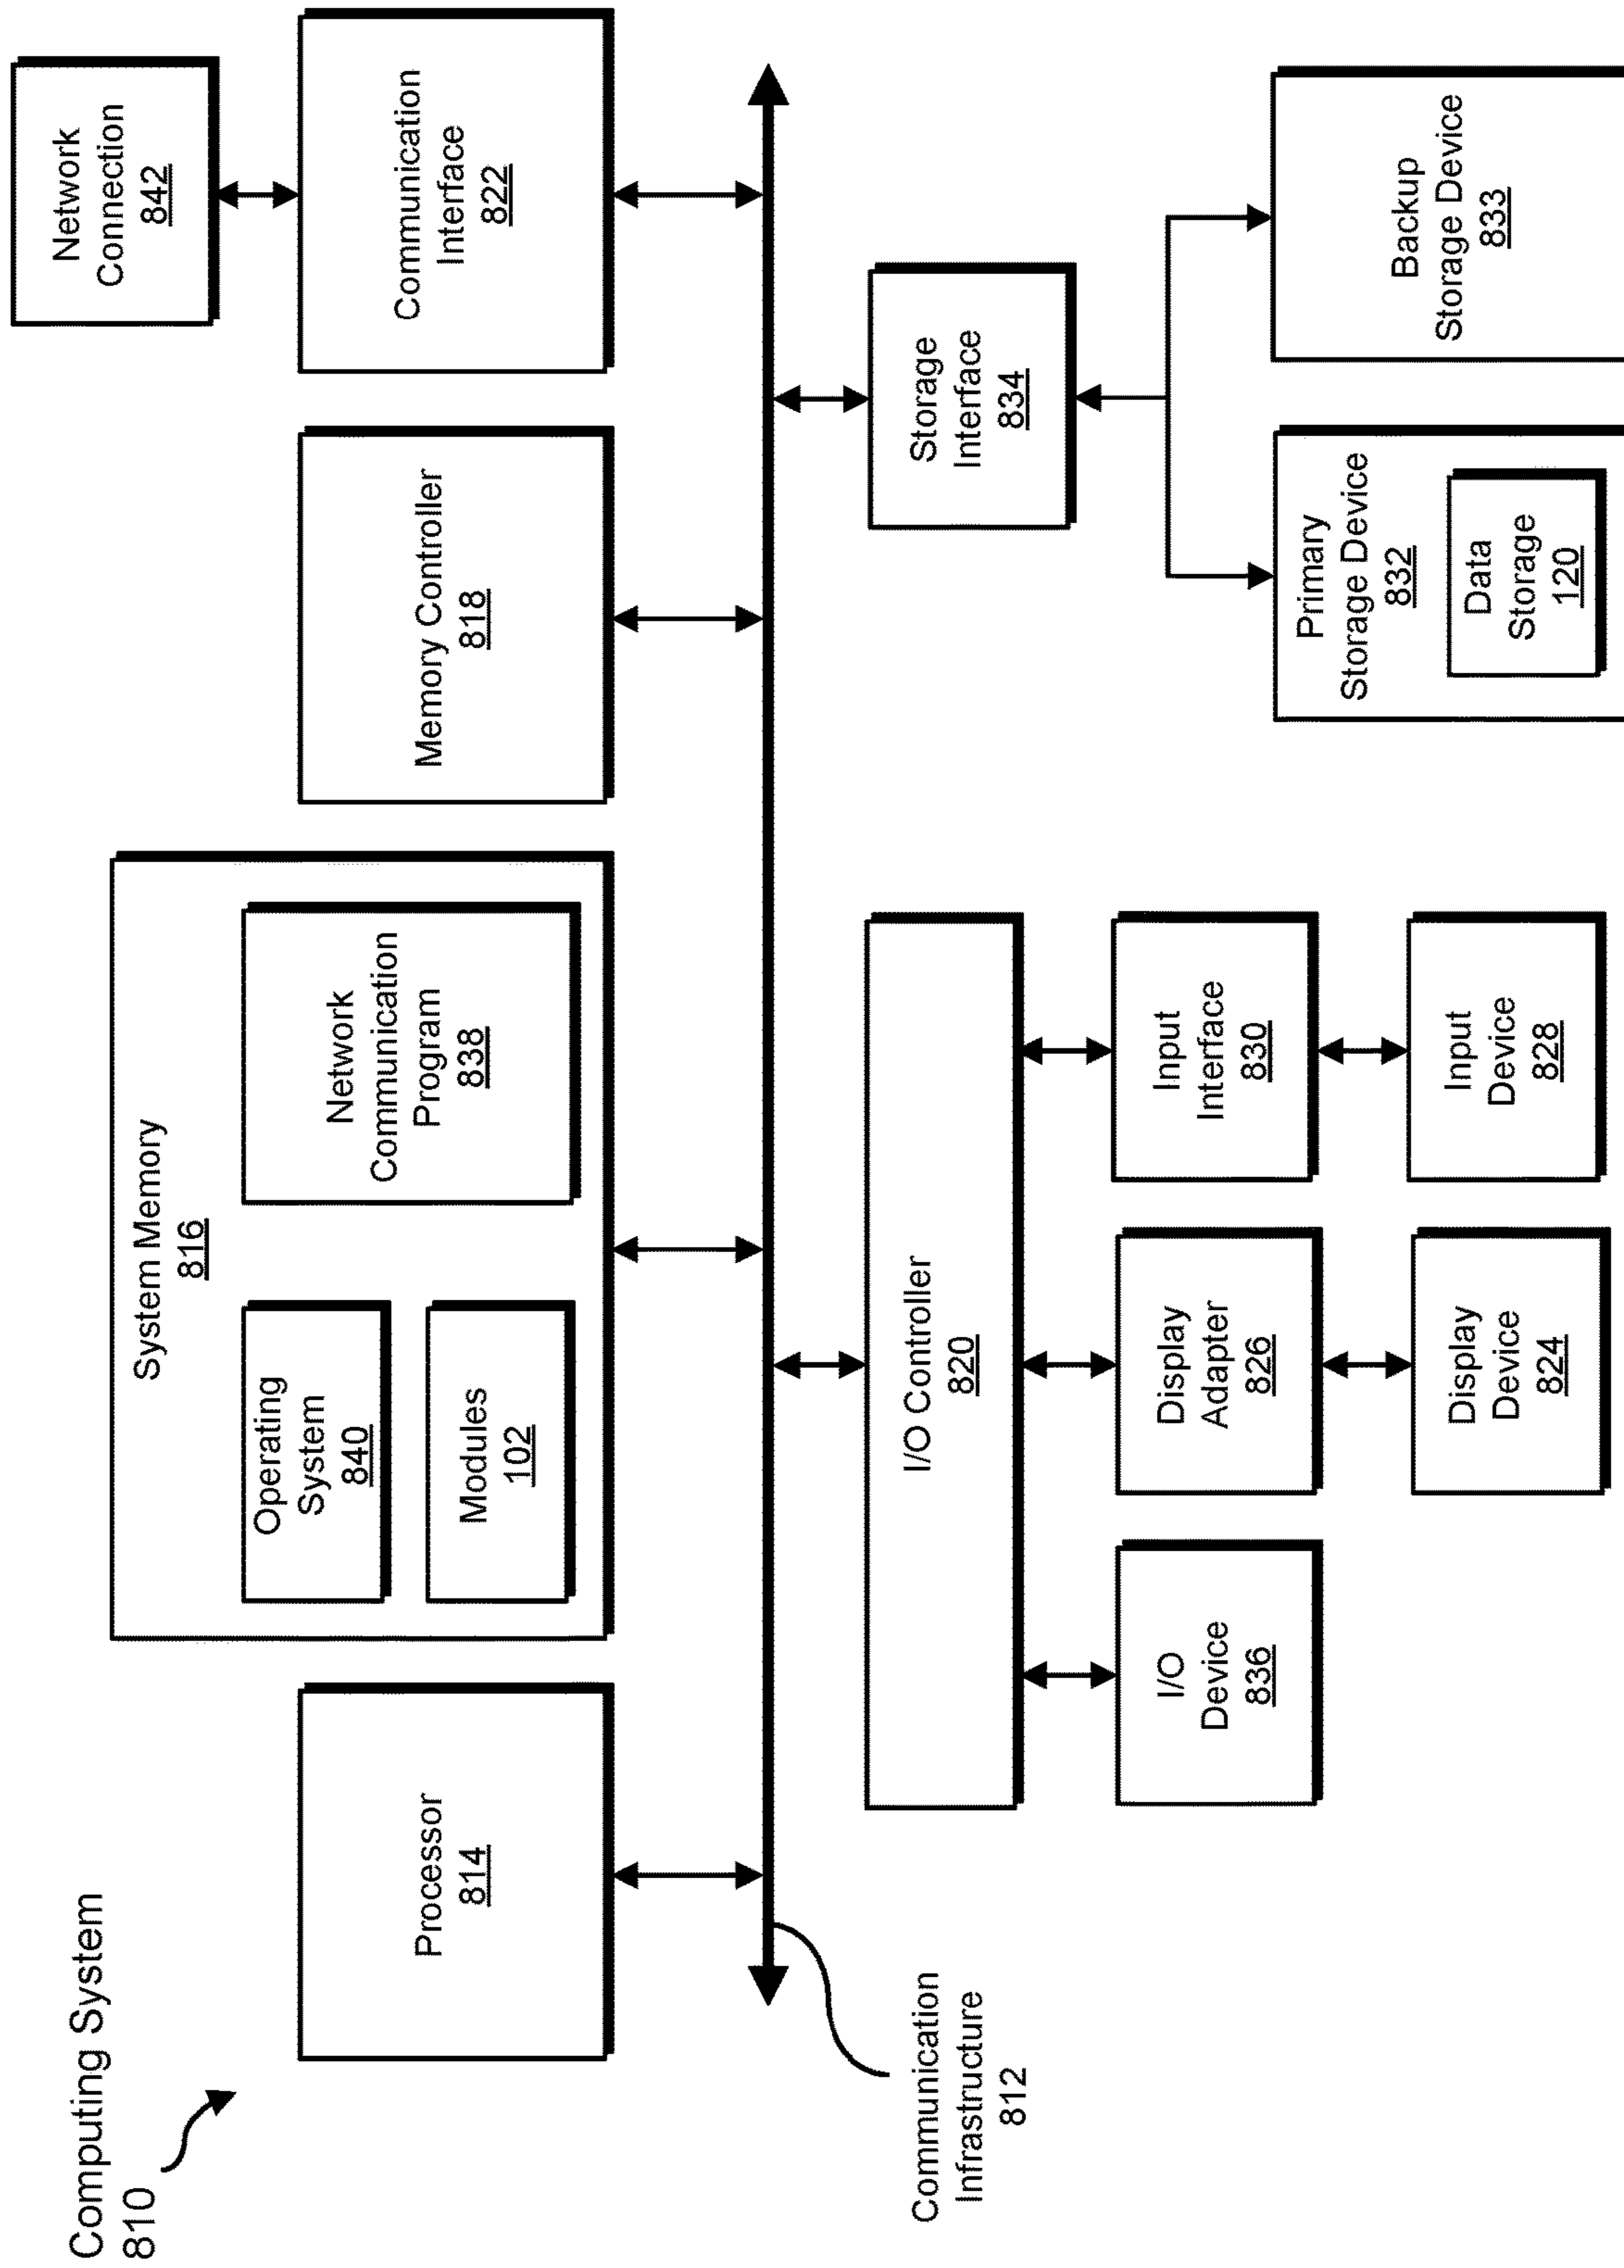 Computing System
810
Processor
814
System Memory
816
Operating
System
840
Modules
102
Network
Communication
Program
838
Memory Controller
818
Communication
Interface
822
Network
Connection
842
Communication
Infrastructure
812
I/O Controller
820
I/O
Device
836
Display
Adapter
826
Input
Interface
830
Display
Device
824
Input
Device
828
Storage
Interface
834
Primary
Storage Device
832
Data
Storage
120
Backup
Storage Device
833